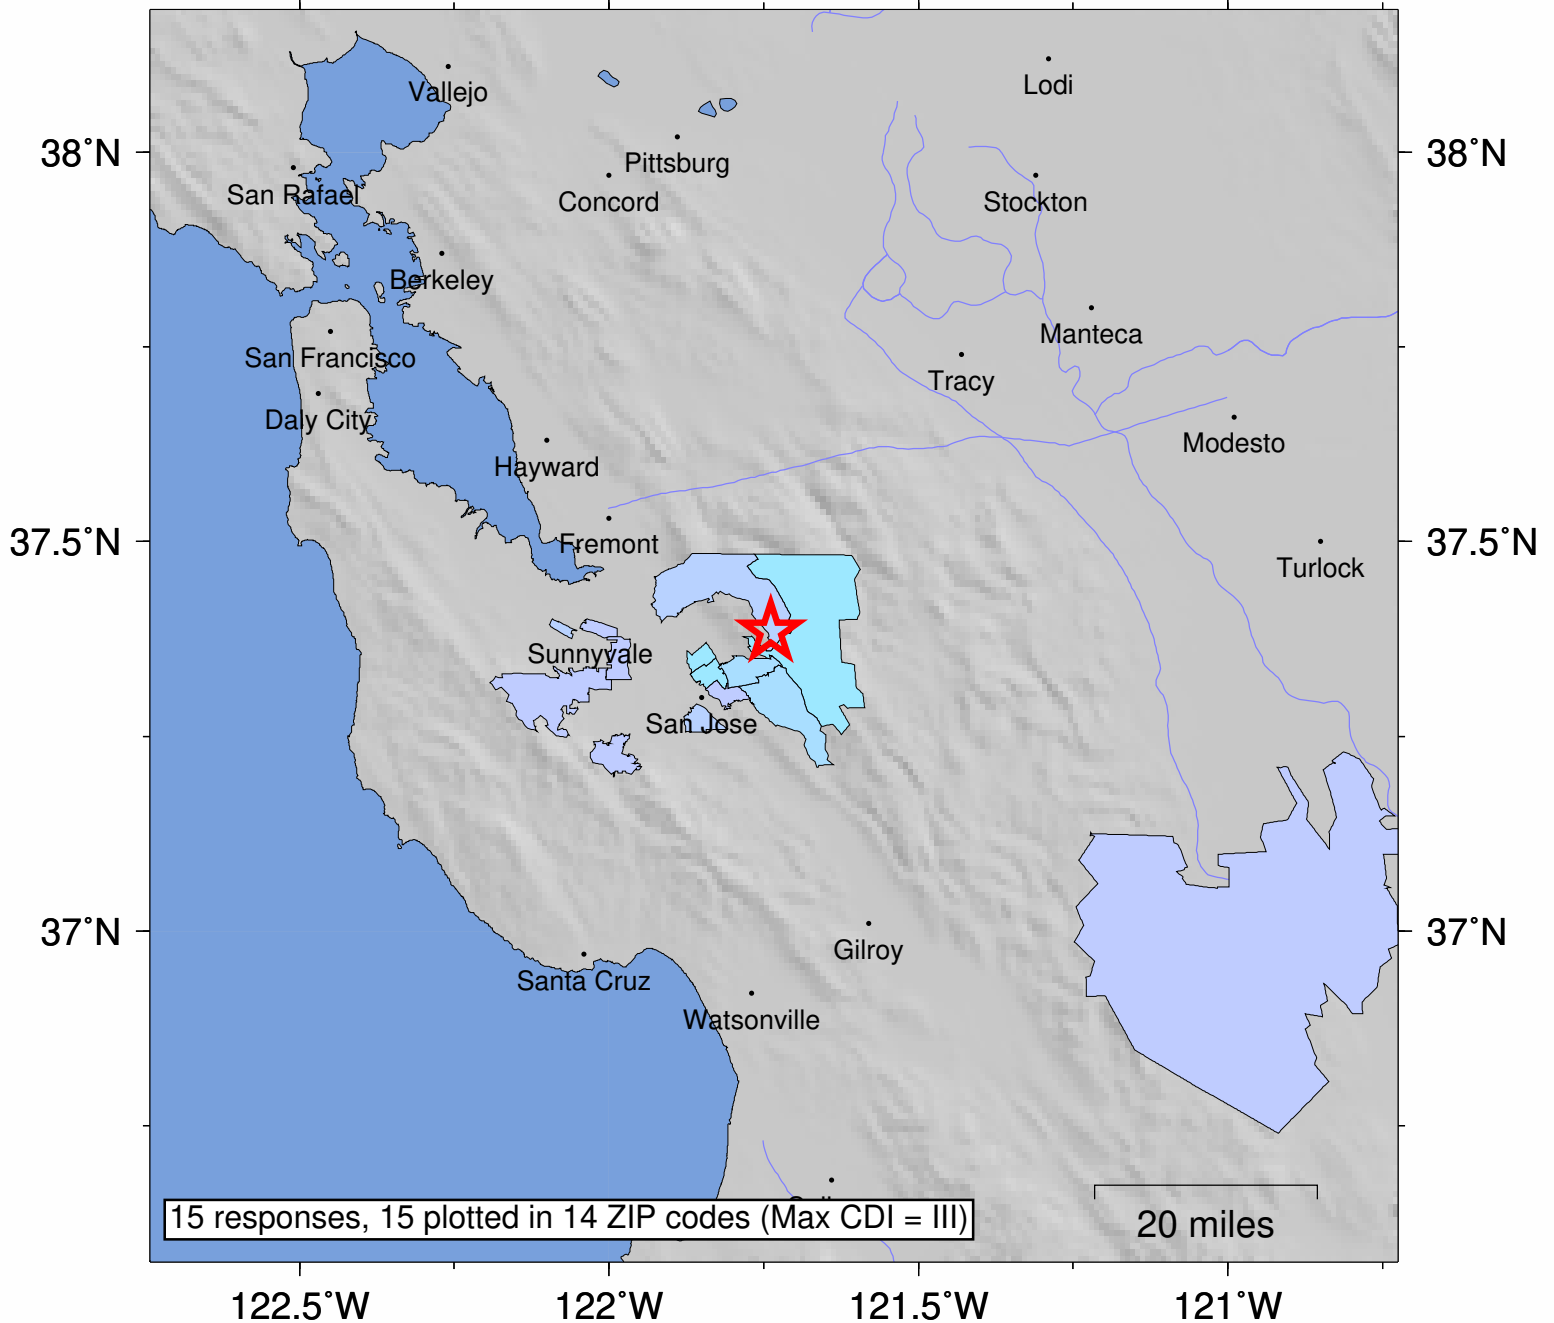 Vallejo
Lodi
38°N
38°N
Pittsburg
San Rafael
Concord
Stockton
Berkeley
Manteca
San Francisco
Tracy
Daly City
Modesto
Hayward
37.5°N
37.5°N
Fremont
Turlock
Sunnyvale
San Jose
37°N
37°N
Gilroy
Santa Cruz
Watsonville
15 responses, 15 plotted in 14 ZIP codes (Max CDI = III)
20 miles
122.5°W
122°W
121.5°W
121°W